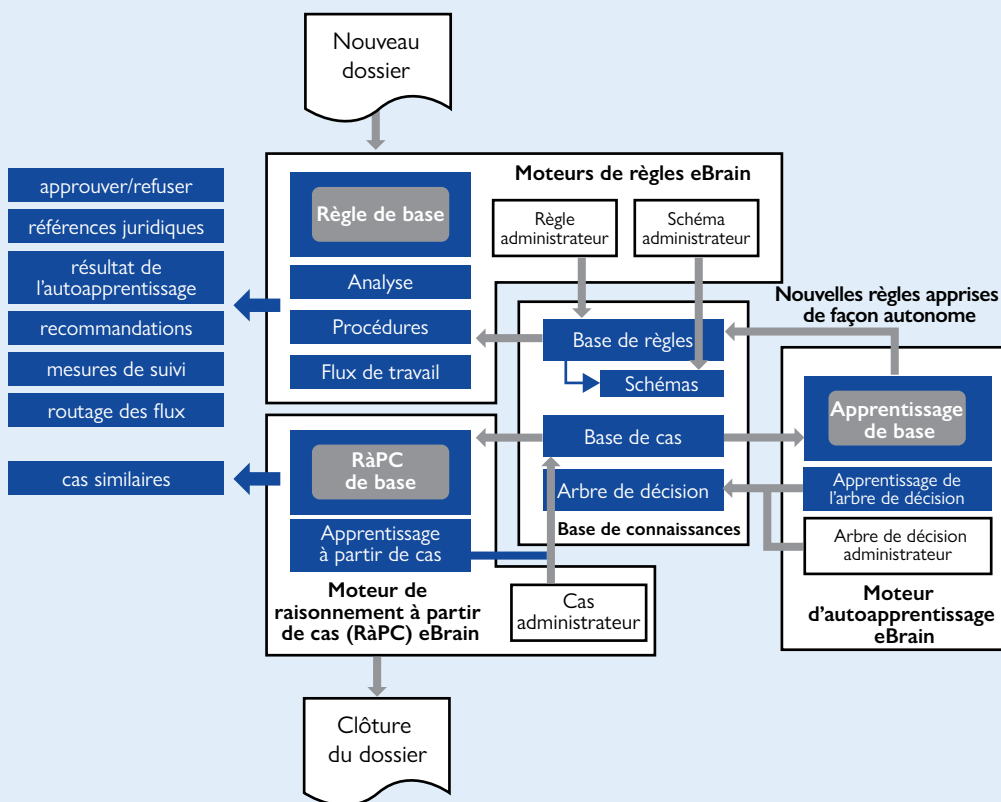 Nouveau
dossier
Moteurs de règles eBrain
Règle de base
Règle
administrateur
Schéma
administrateur
Analyse
Procédures
Flux de travail
approuver/refuser
références juridiques
résultat de
l'autoapprentissage
recommandations
mesures de suivi
routage des flux
cas similaires
Nouvelles règles apprises
de façon autonome
Base de règles
Schémas
Base de cas
Arbre de décision
Base de connaissances
Apprentissage
de base
Apprentissage de
l'arbre de décision
Arbre de décision
administrateur
Moteur
d'autoapprentissage
eBrain
RàPC
de base
Apprentissage
à partir de cas
Moteur de
raisonnement à partir
de cas (RàPC) eBrain
Cas
administrateur
Clôture
du dossier